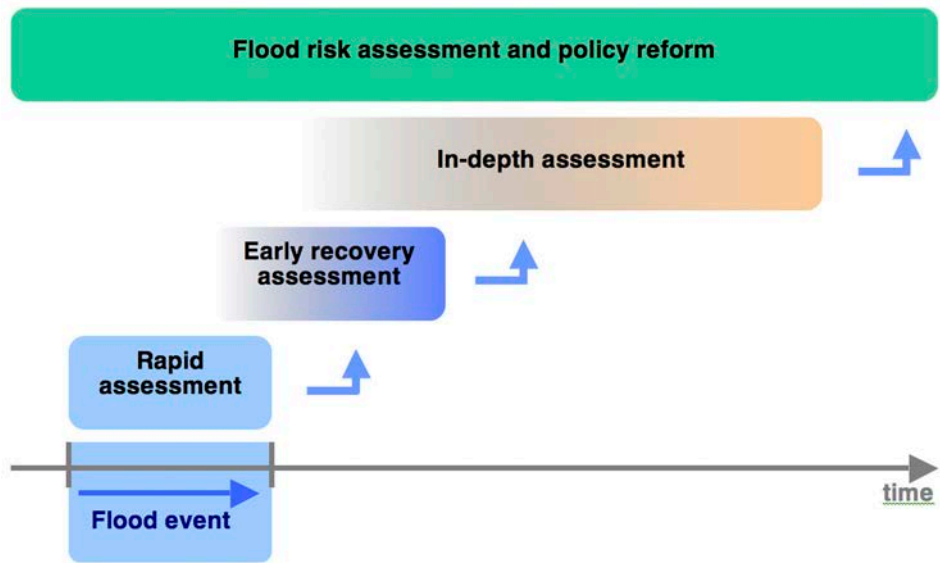 Flood risk assessment and policy reform
In-depth assessment
Early recovery
assessment
Rapid
assessment
time
Flood event